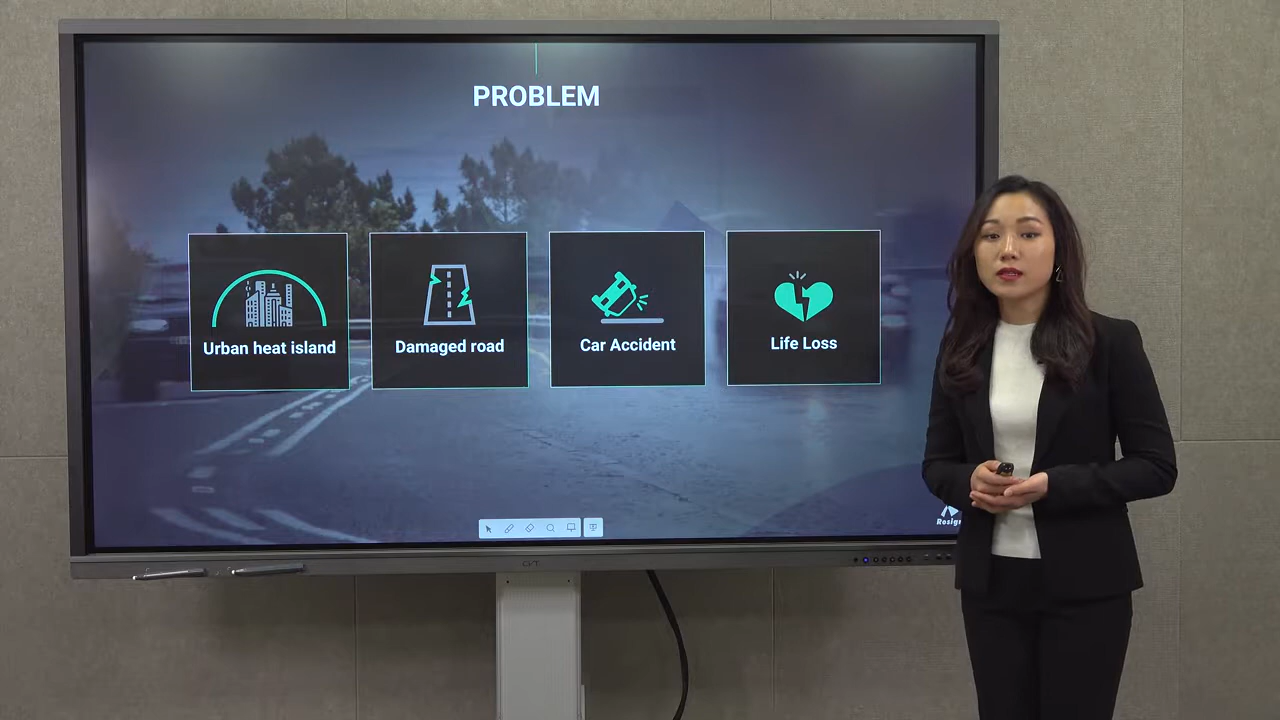 PROBLEM
Urban heat island
Damaged road
Car Accident
Life Loss